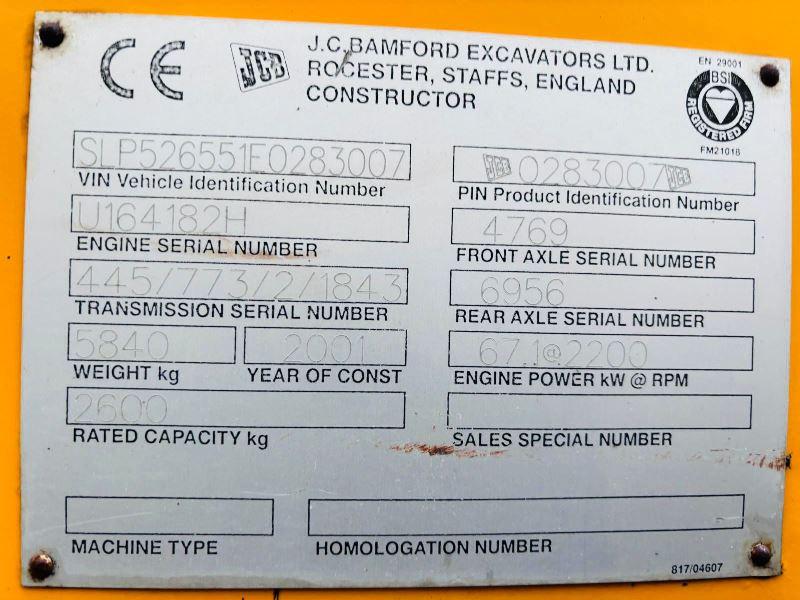 CE JCB J.C.BAMFORD EXCAVATORS LTD.
ROCESTER, STAFFS, ENGLAND
CONSTRUCTOR
EN 29001
BSI
REGISTERED FIRM
FM21018
SLP526551E0283007
VIN Vehicle Identification Number
JCB 0283007 JCB
PIN Product Identification Number
U164182H
ENGINE SERIAL NUMBER
4769
FRONT AXLE SERIAL NUMBER
445/773/2/1843
TRANSMISSION SERIAL NUMBER
6956
REAR AXLE SERIAL NUMBER
5840
WEIGHT kg
2001
YEAR OF CONST
67.1@2200
ENGINE POWER kW @ RPM
2600
RATED CAPACITY kg
SALES SPECIAL NUMBER
MACHINE TYPE
HOMOLOGATION NUMBER
817/04607